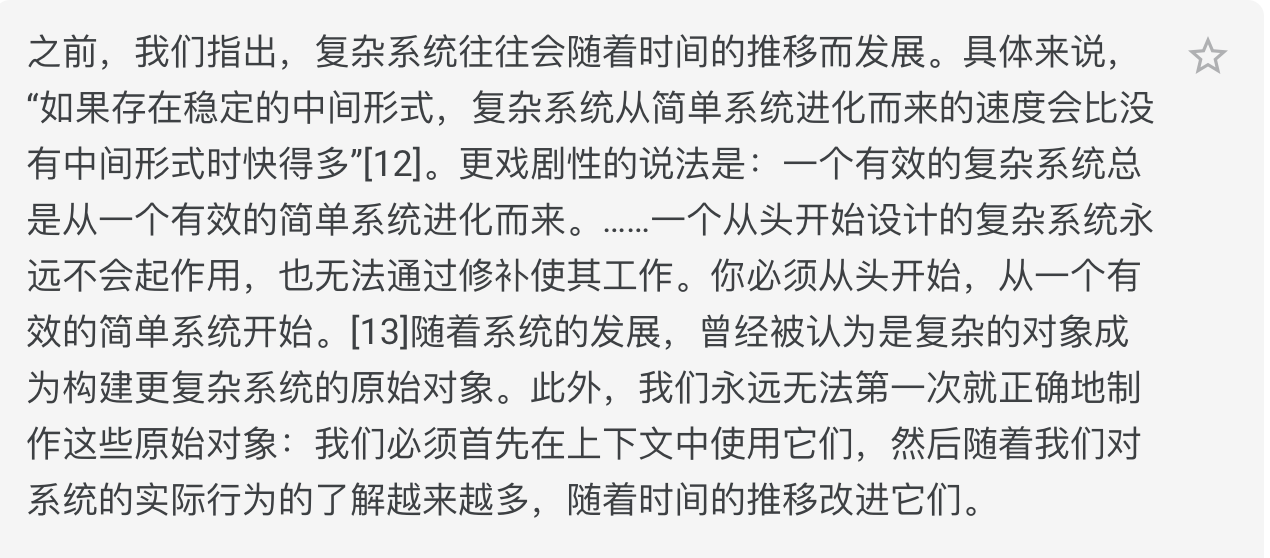 之前，我们指出，复杂系统往往会随着时间的推移而发展。具体来说，
“如果存在稳定的中间形式，复杂系统从简单系统进化而来的速度会比没
有中间形式时快得多”[12]。更戏剧性的说法是：一个有效的复杂系统总
是从一个有效的简单系统进化而来。……一个从头开始设计的复杂系统永
远不会起作用，也无法通过修补使其工作。你必须从头开始，从一个有
效的简单系统开始。[13]随着系统的发展，曾经被认为是复杂的对象成
为构建更复杂系统的原始对象。此外，我们永远无法第一次就正确地制
作这些原始对象：我们必须首先在上下文中使用它们，然后随着我们对
系统的实际行为的了解越来越多，随着时间的推移改进它们。